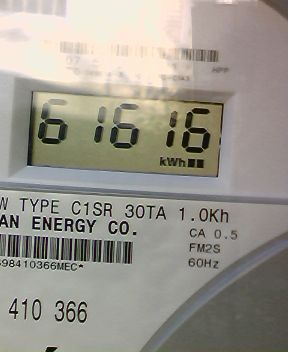 61616
kWh
W TYPE C1SR 30TA 1.0Kh
AN ENERGY CO.
CA 0.5
FM2S
60Hz
98410366MEC*
410 366